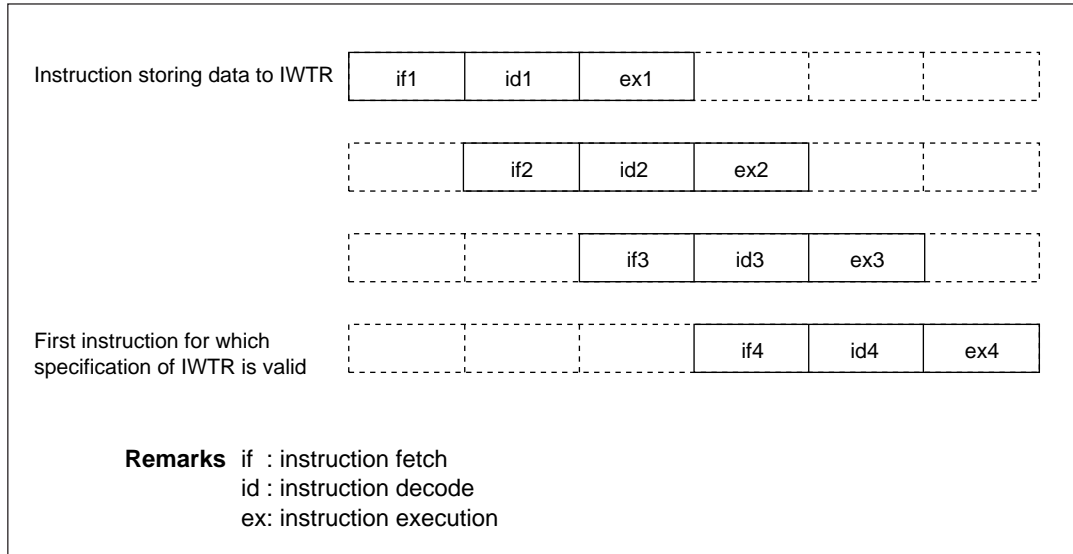 Instruction storing data to IWTR
if1 id1 ex1
if2 id2 ex2
if3 id3 ex3
First instruction for which
specification of IWTR is valid
if4 id4 ex4
Remarks if : instruction fetch
id : instruction decode
ex: instruction execution